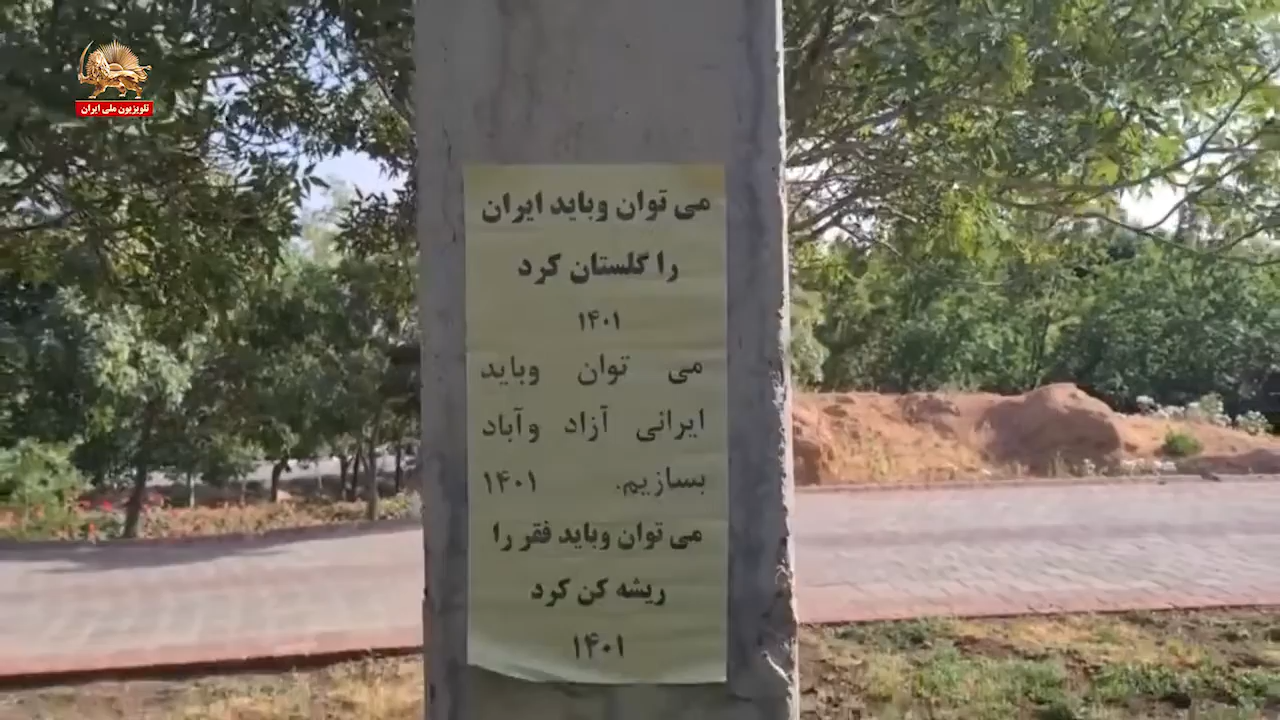 تلویزیون ملی ایران
می توان وباید ایران
را گلستان کرد
۱۴۰۱
می توان وباید
ایرانی آزاد وآباد
بسازیم. ۱۴۰۱
می توان وباید فقر را
ریشه کن کرد
۱۴۰۱